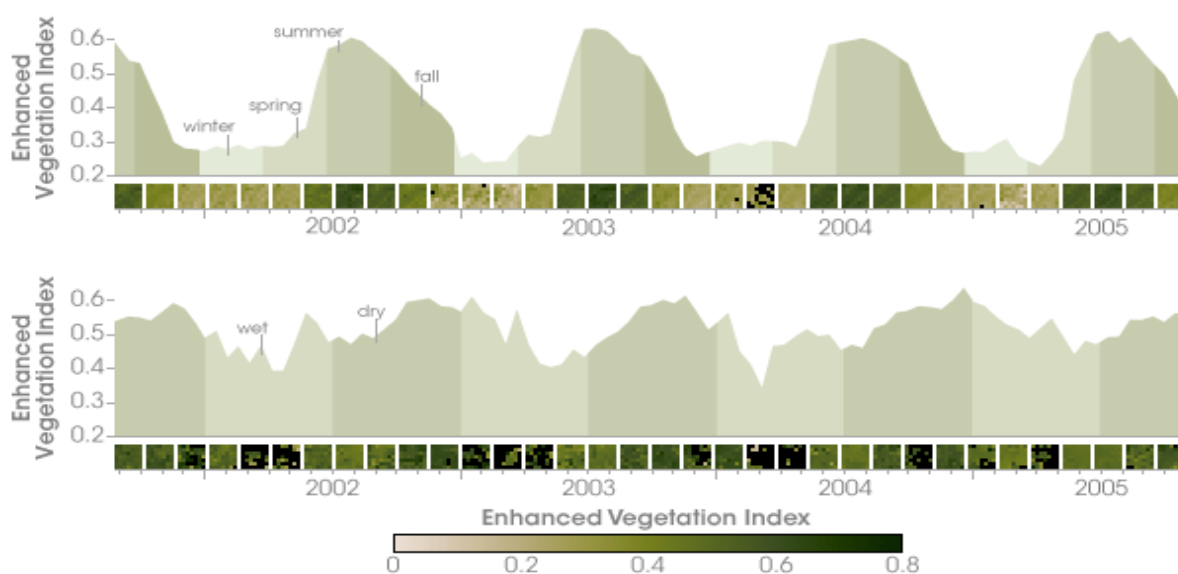 Enhanced
Vegetation Index
0.6
0.5
0.4
0.3
0.2
summer
fall
spring
winter
2002
2003
2004
2005
Enhanced
Vegetation Index
0.6
0.5
0.4
0.3
0.2
wet
dry
2002
2003
2004
2005
Enhanced Vegetation Index
0
0.2
0.4
0.6
0.8